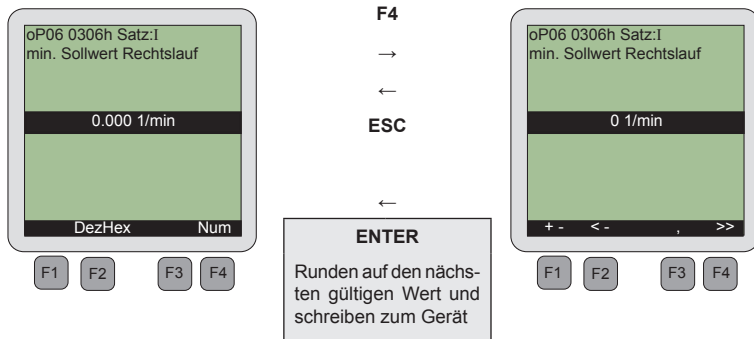 oP06 0306h Satz:I
min. Sollwert Rechtslauf
0.000 1/min
DezHex Num
F1 F2 F3 F4
F4
→
←
ESC
←
ENTER
Runden auf den nächs-
ten gültigen Wert und
schreiben zum Gerät
oP06 0306h Satz:I
min. Sollwert Rechtslauf
0 1/min
+ - < - , >>
F1 F2 F3 F4